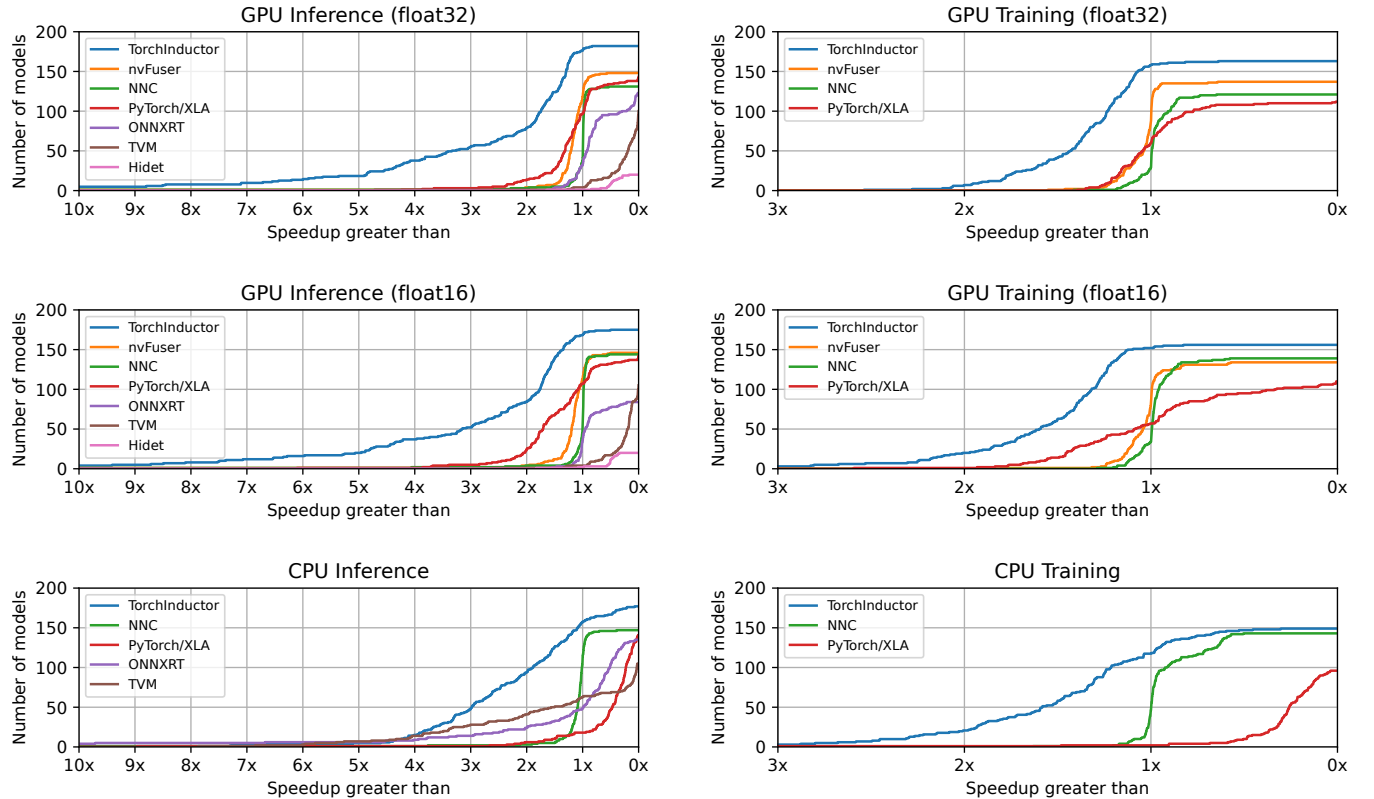 GPU Inference (float32)
Number of models
200
150
100
50
0
TorchInductor
nvFuser
NNC
PyTorch/XLA
ONNXRT
TVM
Hidet
10x 9x 8x 7x 6x 5x 4x 3x 2x 1x 0x
Speedup greater than
GPU Training (float32)
Number of models
200
150
100
50
0
TorchInductor
nvFuser
NNC
PyTorch/XLA
3x 2x 1x 0x
Speedup greater than
GPU Inference (float16)
Number of models
200
150
100
50
0
TorchInductor
nvFuser
NNC
PyTorch/XLA
ONNXRT
TVM
Hidet
10x 9x 8x 7x 6x 5x 4x 3x 2x 1x 0x
Speedup greater than
GPU Training (float16)
Number of models
200
150
100
50
0
TorchInductor
nvFuser
NNC
PyTorch/XLA
3x 2x 1x 0x
Speedup greater than
CPU Inference
Number of models
200
150
100
50
0
TorchInductor
NNC
PyTorch/XLA
ONNXRT
TVM
10x 9x 8x 7x 6x 5x 4x 3x 2x 1x 0x
Speedup greater than
CPU Training
Number of models
200
150
100
50
0
TorchInductor
NNC
PyTorch/XLA
3x 2x 1x 0x
Speedup greater than